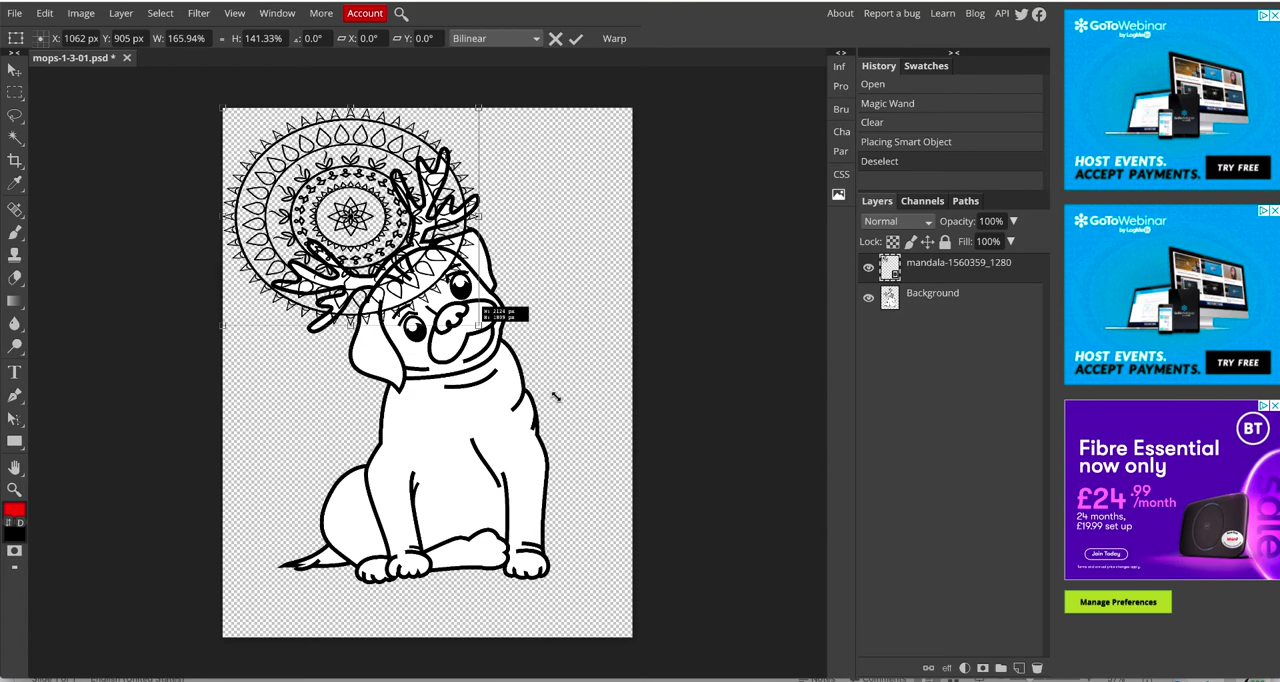 File Edit Image Layer Select Filter View Window More Account
About Report a bug Learn Blog API
X: 1062 px Y: 905 px W: 165.94% H: 141.33% 0.0° X: 0.0° Y: 0.0° Bilinear Warp
mops-1-3-01.psd *
Inf
Pro
Bru
Cha
Par
CSS
History Swatches
Open
Magic Wand
Clear
Placing Smart Object
Deselect
Layers Channels Paths
Normal Opacity: 100%
Lock: Fill: 100%
mandala-1560359_1280
Background
W: 2124 px
H: 2809 px
D
GoToWebinar
HOST EVENTS.
ACCEPT PAYMENTS.
TRY FREE
GoToWebinar
HOST EVENTS.
ACCEPT PAYMENTS.
TRY FREE
BT
Fibre Essential
now only
£24.99
/month
24 months,
£19.99 set up
sale
Join Today
Manage Preferences